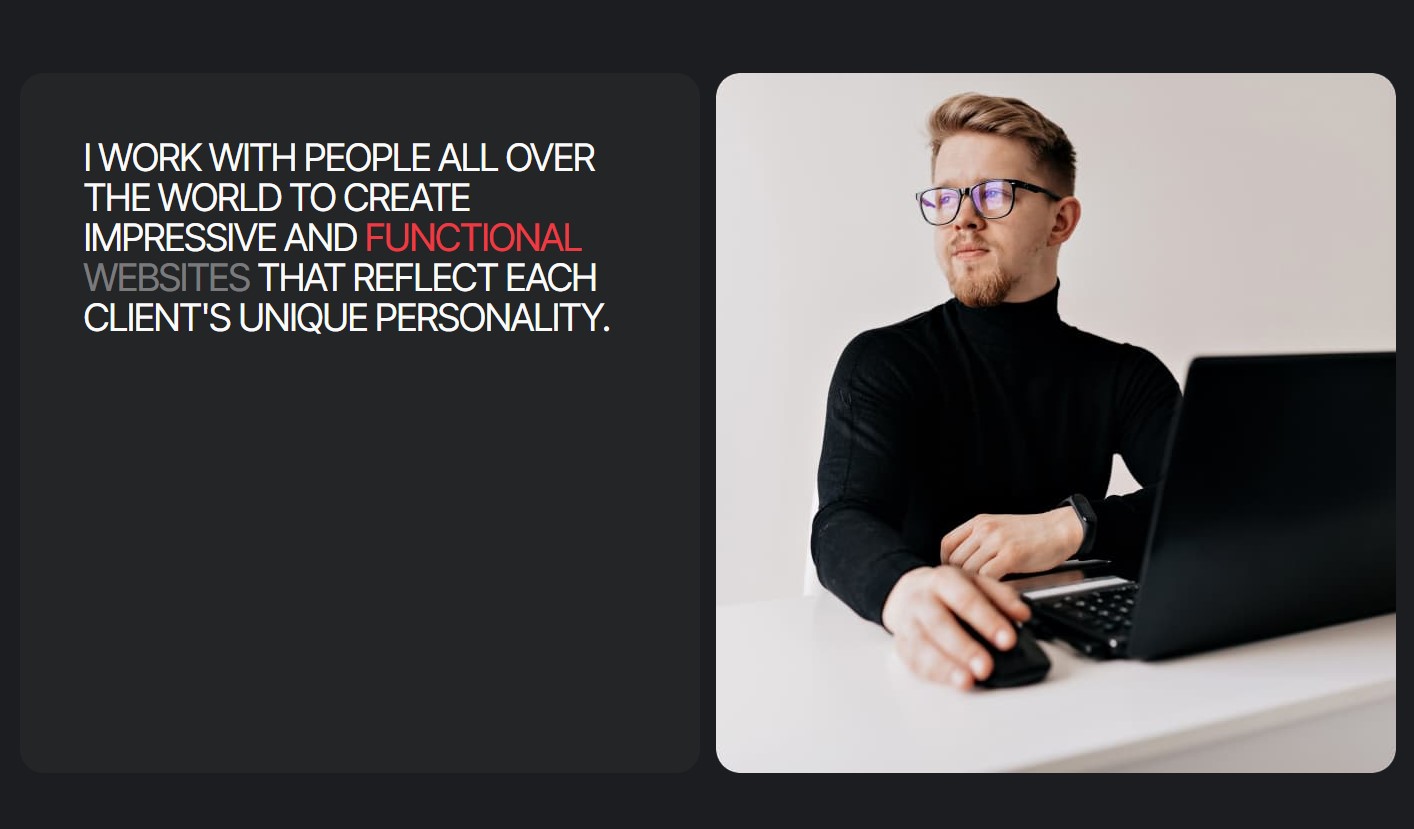 I WORK WITH PEOPLE ALL OVER
THE WORLD TO CREATE
IMPRESSIVE AND FUNCTIONAL
WEBSITES THAT REFLECT EACH
CLIENT'S UNIQUE PERSONALITY.